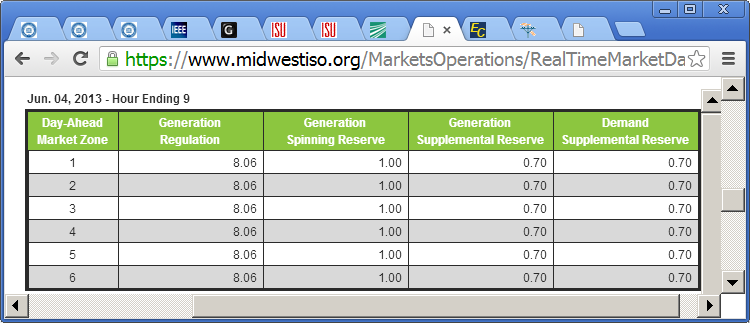 IEEE
G
ISU
ISU
EC
https://www.midwestiso.org/MarketsOperations/RealTimeMarketDa
Jun. 04, 2013 - Hour Ending 9
Day-Ahead Market Zone Generation Regulation Generation Spinning Reserve Generation Supplemental Reserve Demand Supplemental Reserve
1 8.06 1.00 0.70 0.70
2 8.06 1.00 0.70 0.70
3 8.06 1.00 0.70 0.70
4 8.06 1.00 0.70 0.70
5 8.06 1.00 0.70 0.70
6 8.06 1.00 0.70 0.70